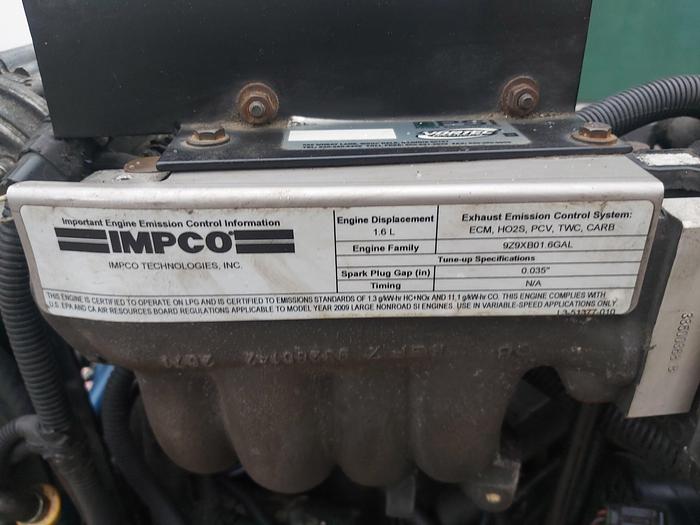 VORTEC
Important Engine Emission Control Information
IMPCO®
IMPCO TECHNOLOGIES, INC.
Engine Displacement
1.6 L
Engine Family
9Z9XB01.6GAL
Exhaust Emission Control System:
ECM, HO2S, PCV, TWC, CARB
Tune-up Specifications
Spark Plug Gap (in)
0.035"
Timing
N/A
THIS ENGINE IS CERTIFIED TO OPERATE ON LPG AND IS CERTIFIED TO EMISSIONS STANDARDS OF 1.3 g/kW-hr HC+NOx AND 11.1 g/kW-hr CO. THIS ENGINE COMPLIES WITH
U.S. EPA AND CA AIR RESOURCES BOARD REGULATIONS APPLICABLE TO MODEL YEAR 2009 LARGE NONROAD SI ENGINES. USE IN VARIABLE-SPEED APPLICATIONS ONLY.
L3-51377-010